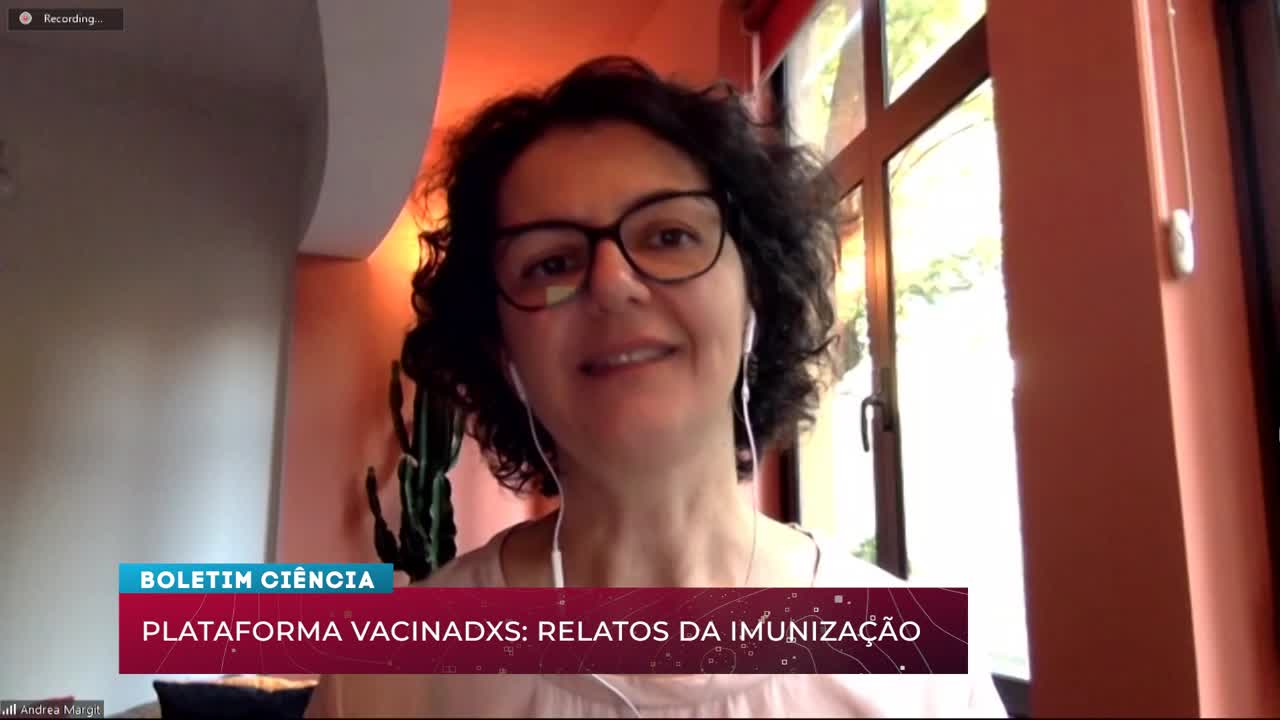 Recording...
BOLETIM CIÊNCIA
PLATAFORMA VACINADXS: RELATOS DA IMUNIZAÇÃO
Andrea Margit